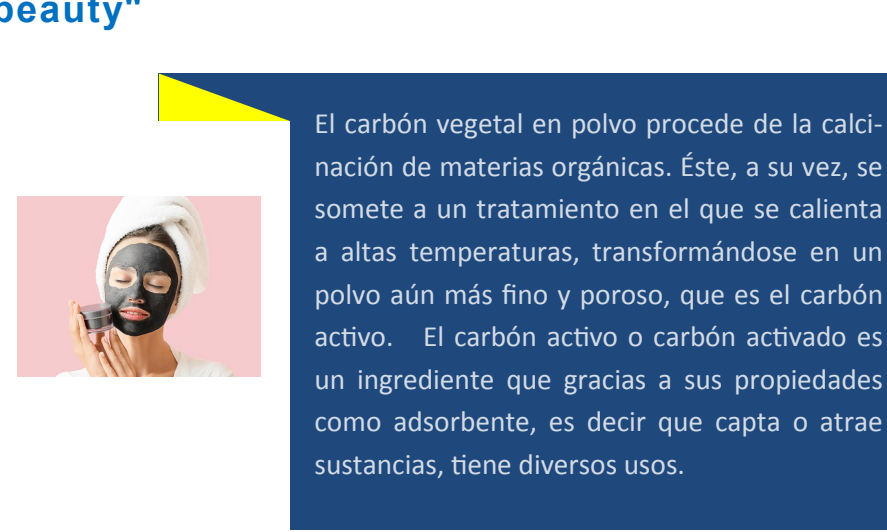 beauty"
El carbón vegetal en polvo procede de la calci-
nación de materias orgánicas. Éste, a su vez, se
somete a un tratamiento en el que se calienta
a altas temperaturas, transformándose en un
polvo aún más fino y poroso, que es el carbón
activo.   El carbón activo o carbón activado es
un ingrediente que gracias a sus propiedades
como adsorbente, es decir que capta o atrae
sustancias, tiene diversos usos.